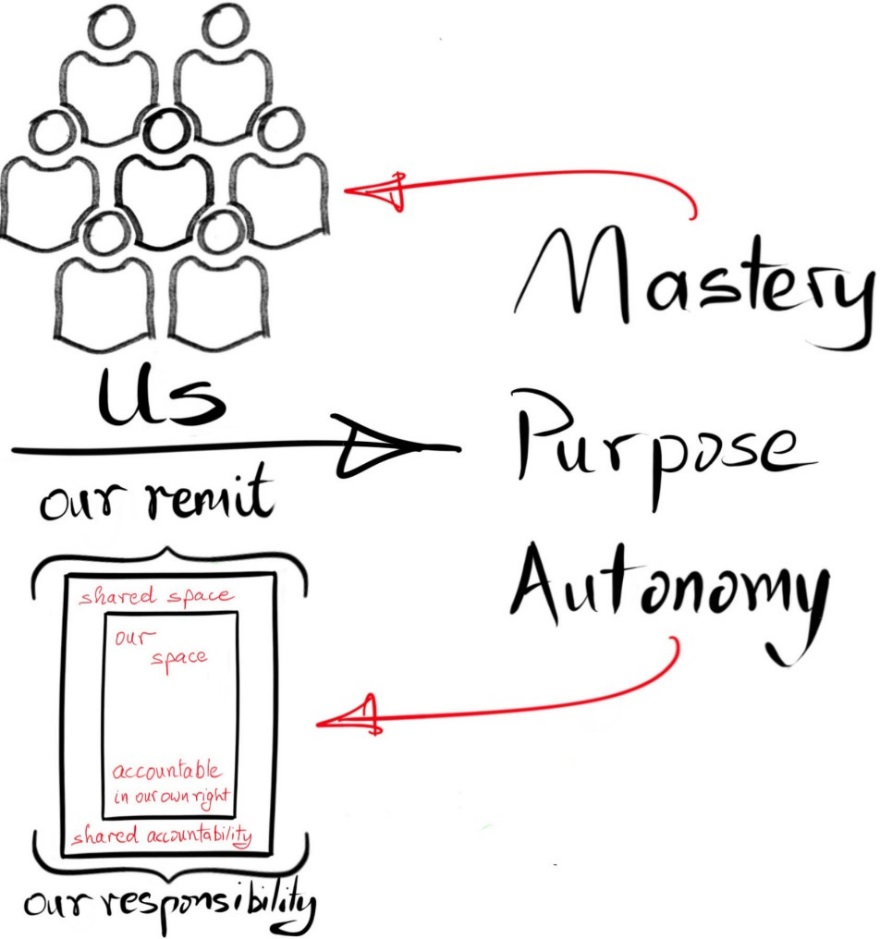 Us
our remit
shared space
our
space
accountable
in our own right
shared accountability
our responsibility
Mastery
Purpose
Autonomy